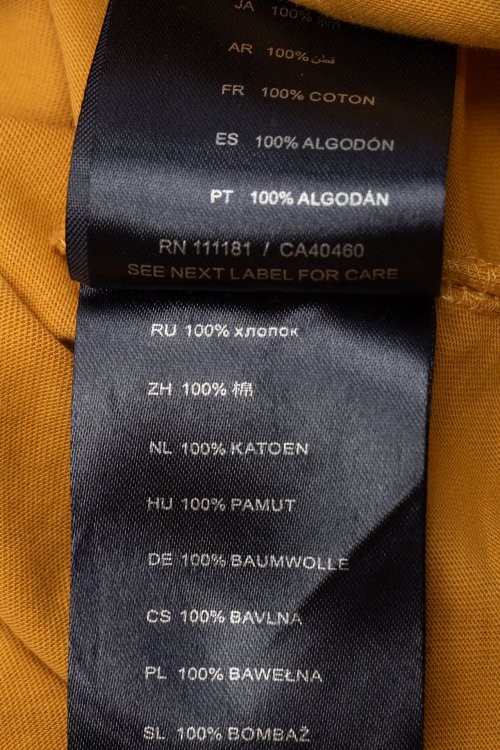 JA 100%
AR 100% قطن
FR 100% COTON
ES 100% ALGODÓN
PT 100% ALGODÁN
RN 111181 / CA40460
SEE NEXT LABEL FOR CARE
RU 100% хлопок
ZH 100% 棉
NL 100% KATOEN
HU 100% PAMUT
DE 100% BAUMWOLLE
CS 100% BAVLNA
PL 100% BAWEŁNA
SL 100% BOMBAŽ